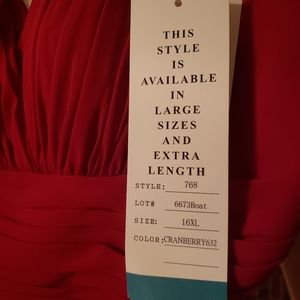 THIS
STYLE
IS
AVAILABLE
IN
LARGE
SIZES
AND
EXTRA
LENGTH
STYLE: 768
LOT# 6673Boat
SIZE: 16XL
COLOR: CRANBERRY632